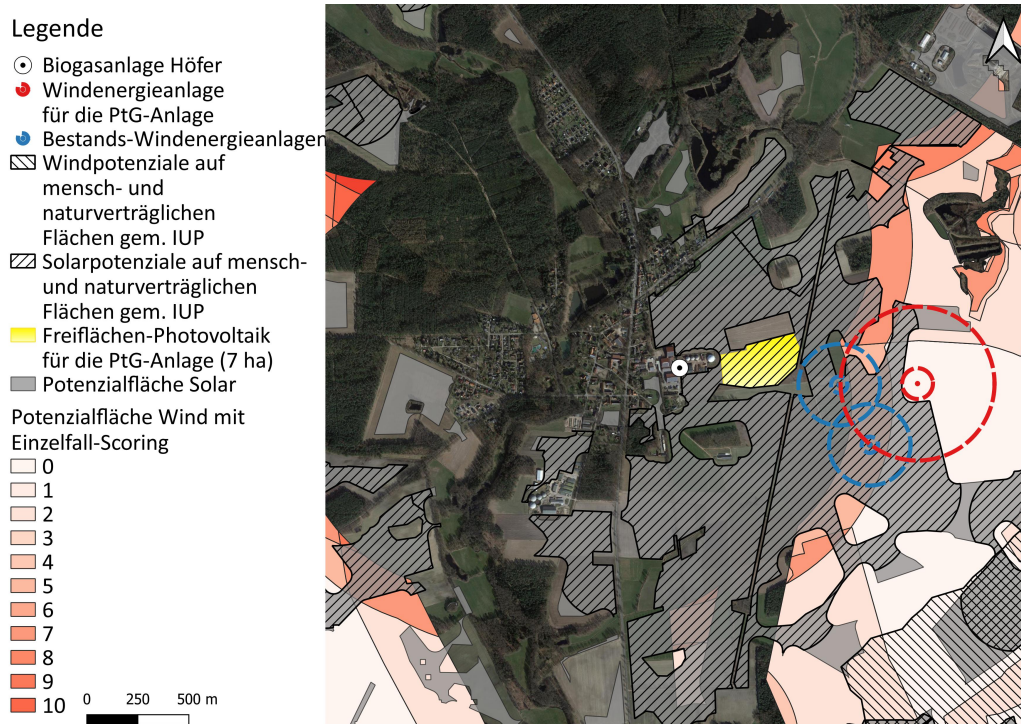 Legende
Biogasanlage Höfer
Windenergieanlage
für die PtG-Anlage
Bestands-Windenergieanlagen
Windpotenziale auf
mensch- und
naturverträglichen
Flächen gem. IUP
Solarpotenziale auf mensch-
und naturverträglichen
Flächen gem. IUP
Freiflächen-Photovoltaik
für die PtG-Anlage (7 ha)
Potenzialfläche Solar
Potenzialfläche Wind mit
Einzelfall-Scoring
0
1
2
3
4
5
6
7
8
9
10
0 250 500 m